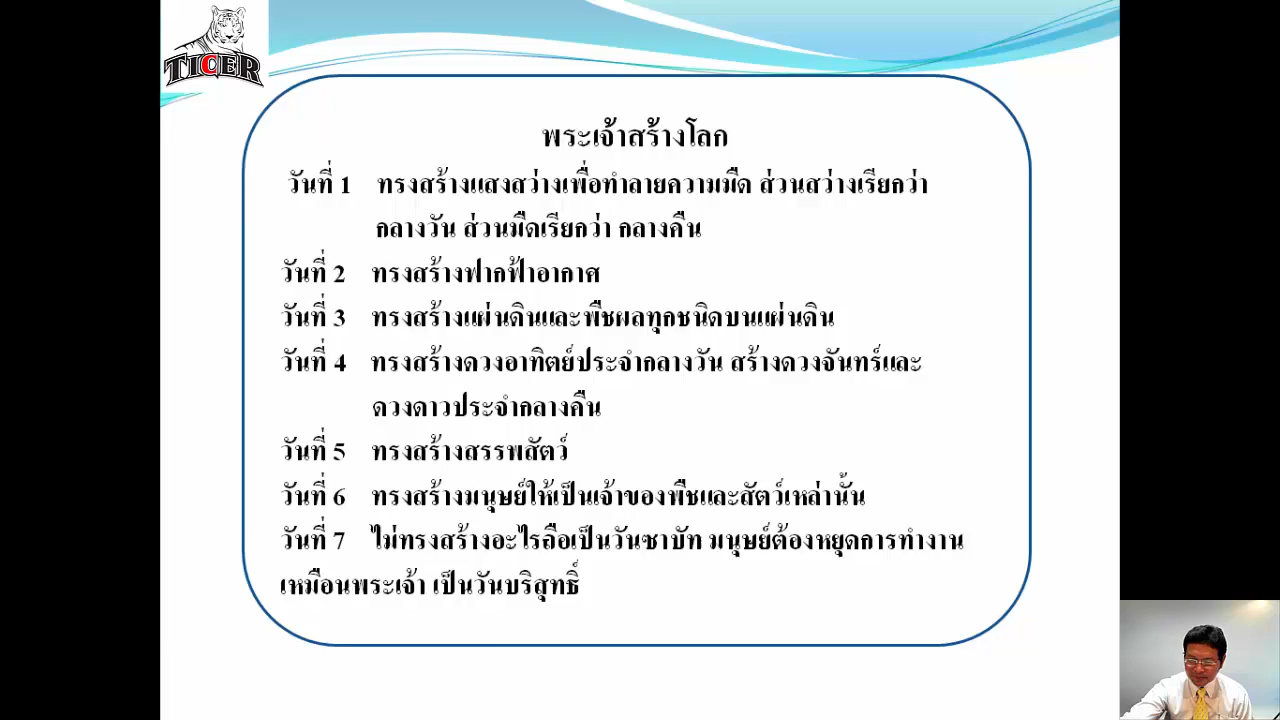 TIGER
พระเจ้าสร้างโลก
วันที่ 1 ทรงสร้างแสงสว่างเพื่อทำลายความมืด ส่วนสว่างเรียกว่า
กลางวัน ส่วนมืดเรียกว่า กลางคืน
วันที่ 2 ทรงสร้างฟากฟ้าอากาศ
วันที่ 3 ทรงสร้างแผ่นดินและพืชผลทุกชนิดบนแผ่นดิน
วันที่ 4 ทรงสร้างดวงอาทิตย์ประจำกลางวัน สร้างดวงจันทร์และ
ดวงดาวประจำกลางคืน
วันที่ 5 ทรงสร้างสรรพสัตว์
วันที่ 6 ทรงสร้างมนุษย์ให้เป็นเจ้าของพืชและสัตว์เหล่านั้น
วันที่ 7 ไม่ทรงสร้างอะไรถือเป็นวันซาบัท มนุษย์ต้องหยุดการทำงาน
เหมือนพระเจ้า เป็นวันบริสุทธิ์